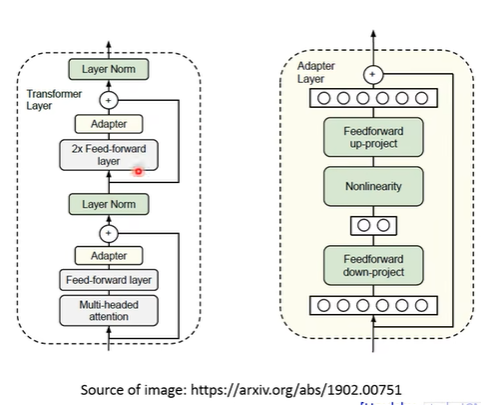 Layer Norm
Transformer
Layer
+
Adapter
2x Feed-forward
layer
Layer Norm
+
Adapter
Feed-forward layer
Multi-headed
attention
Adapter
Layer
+
Feedforward
up-project
Nonlinearity
Feedforward
down-project
Source of image: https://arxiv.org/abs/1902.00751